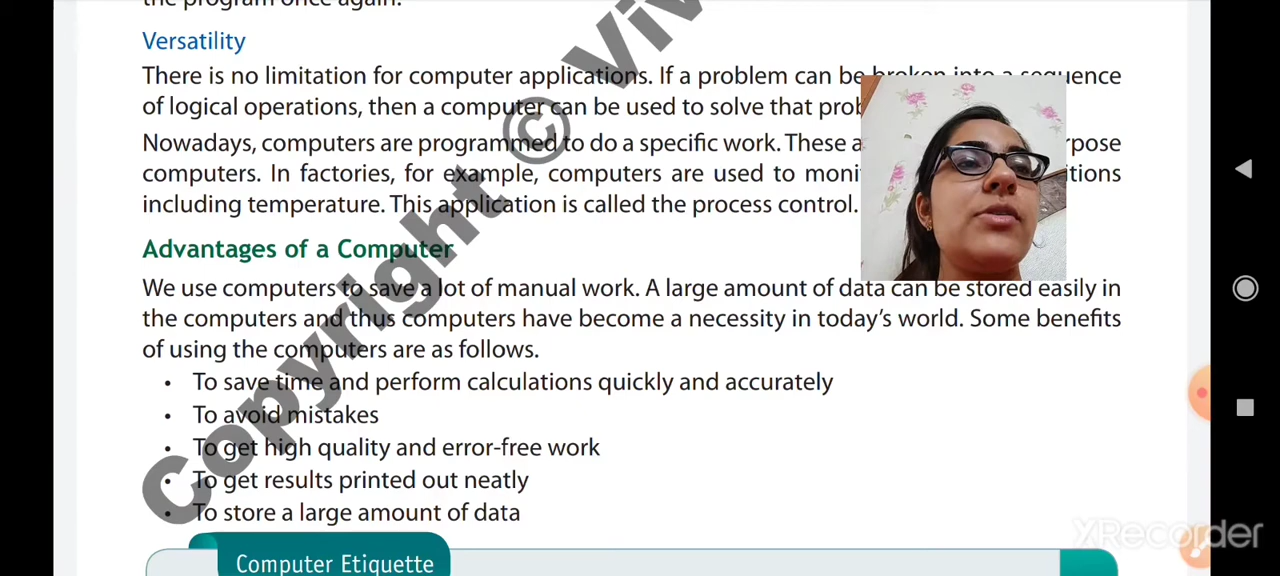 the program once again.
Versatility
There is no limitation for computer applications. If a problem can be broken into a sequence
of logical operations, then a computer can be used to solve that prob
Nowadays, computers are programmed to do a specific work. These a rpose
computers. In factories, for example, computers are used to moni itions
including temperature. This application is called the process control.
Advantages of a Computer
We use computers to save a lot of manual work. A large amount of data can be stored easily in
the computers and thus computers have become a necessity in today's world. Some benefits
of using the computers are as follows.
• To save time and perform calculations quickly and accurately
• To avoid mistakes
• To get high quality and error-free work
• To get results printed out neatly
• To store a large amount of data
Computer Etiquette
Copyright © Viv
XRecorder